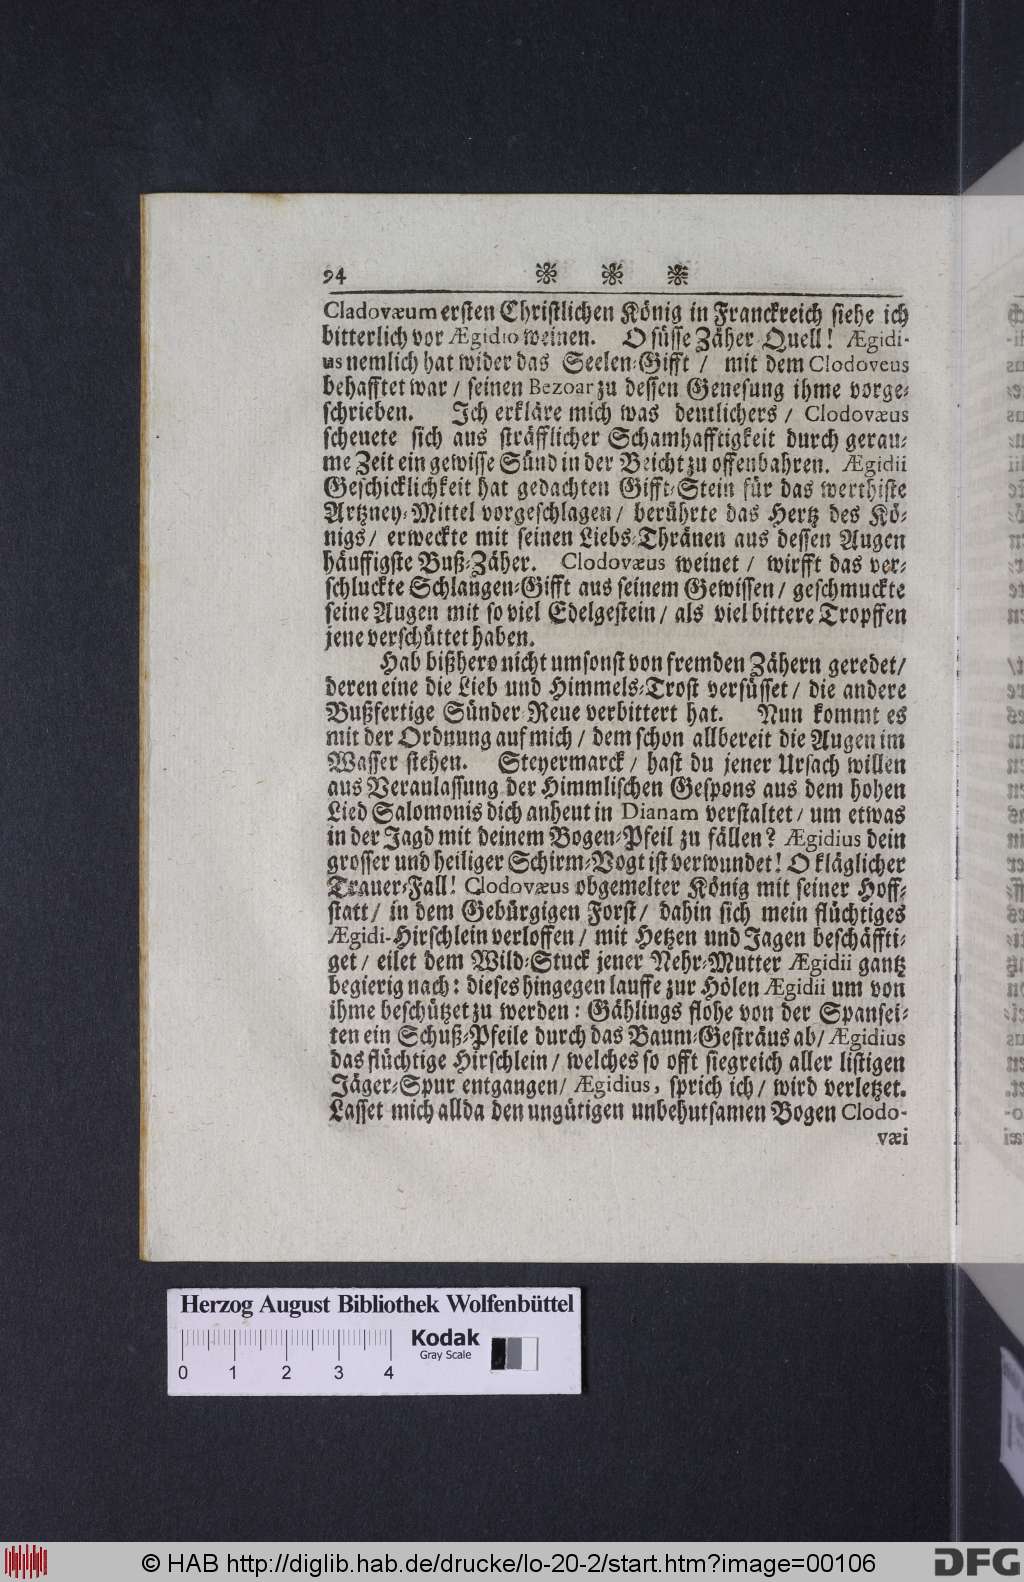 94
Cladovæum ersten Christlichen König in Franckreich siehe ich
bitterlich vor Ægidio weinen. O süsse Zäher-Quell! Ægidi-
us nemlich hat wider das Seelen-Gifft / mit dem Clodoveus
behafftet war / seinen Bezoar zu dessen Genesung ihme vorge-
schrieben. Ich erkläre mich was deutlichers / Clodovæus
scheuete sich aus sträfflicher Schamhafftigkeit durch gerau-
me Zeit ein gewisse Sünd in der Beicht zu offenbahren. Ægidii
Geschicklichkeit hat gedachten Gifft-Stein für das werthiste
Artzney-Mittel vorgeschlagen / berührte das Hertz des Kö-
nigs / erweckte mit seinen Liebs-Thränen aus dessen Augen
häuffigste Buß-Zäher. Clodovæus weinet / wirfft das ver-
schluckte Schlangen-Gifft aus seinem Gewissen / geschmuckte
seine Augen mit so viel Edelgestein / als viel bittere Tropffen
jene verschüttet haben.
Hab bißhero nicht umsonst von fremden Zähern geredet /
deren eine die Lieb und Himmels-Trost versüsset / die andere
Bußfertige Sünder-Reue verbittert hat. Nun kommt es
mit der Ordnung auf mich / dem schon allbereit die Augen im
Wasser stehen. Steyermarck / hast du jener Ursach willen
aus Veranlassung der Himmlischen Gespons aus dem hohen
Lied Salomonis dich anheut in Dianam verstaltet / um etwas
in der Jagd mit deinem Bogen-Pfeil zu fällen? Ægidius dein
grosser und heiliger Schirm-Vogt ist verwundet! O kläglicher
Trauer-Fall! Clodovæus obgemelter König mit seiner Hoff-
statt / in dem Gebürgigen Forst / dahin sich mein flüchtiges
Ægidi-Hirschlein verloffen / mit Hetzen und Jagen beschäffti-
get / eilet dem Wild-Stuck jener Nehr-Mutter Ægidii gantz
begierig nach: dieses hingegen lauffe zur Hölen Ægidii um von
ihme beschützet zu werden: Gählings flohe von der Spansei-
ten ein Schuß-Pfeile durch das Baum-Gesträus ab / Ægidius
das flüchtige Hirschlein / welches so offt siegreich aller listigen
Jäger-Spur entgangen / Ægidius, sprich ich / wird verletzet.
Lasset mich allda den ungütigen unbehutsamen Bogen Clodo-
væi
Herzog August Bibliothek Wolfenbüttel
Kodak
Gray Scale
0 1 2 3 4
© HAB http://diglib.hab.de/drucke/lo-20-2/start.htm?image=00106
DFG